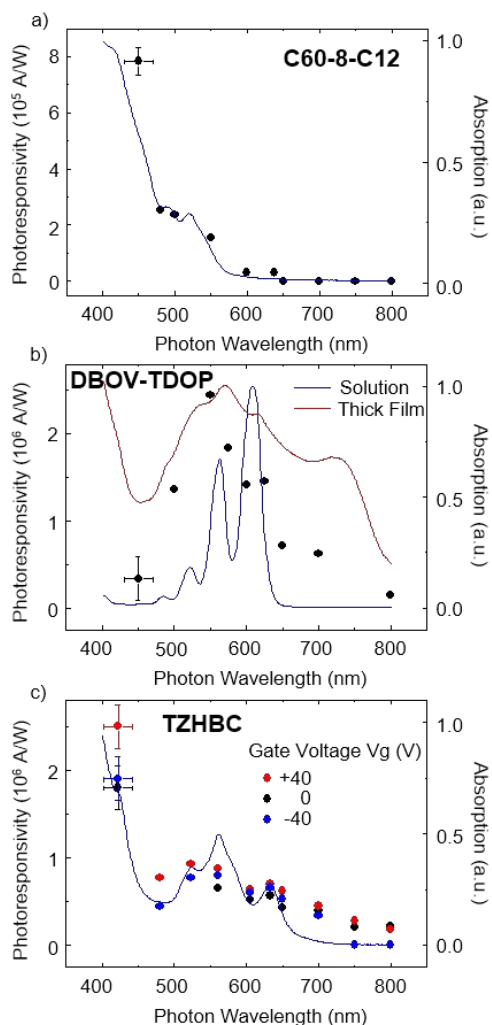 a)
C60-8-C12
Photoresponsivity (10⁵ A/W)
8
6
4
2
0
1.0
0.5
0.0
Absorption (a.u.)
400 500 600 700 800
Photon Wavelength (nm)
b)
DBOV-TDOP
Solution
Thick Film
Photoresponsivity (10⁶ A/W)
2
1
0
1.0
0.5
0.0
Absorption (a.u.)
400 500 600 700 800
Photon Wavelength (nm)
c)
TZHBC
Gate Voltage Vg (V)
+40
0
-40
Photoresponsivity (10⁶ A/W)
2
1
0
1.0
0.5
0.0
Absorption (a.u.)
400 500 600 700 800
Photon Wavelength (nm)